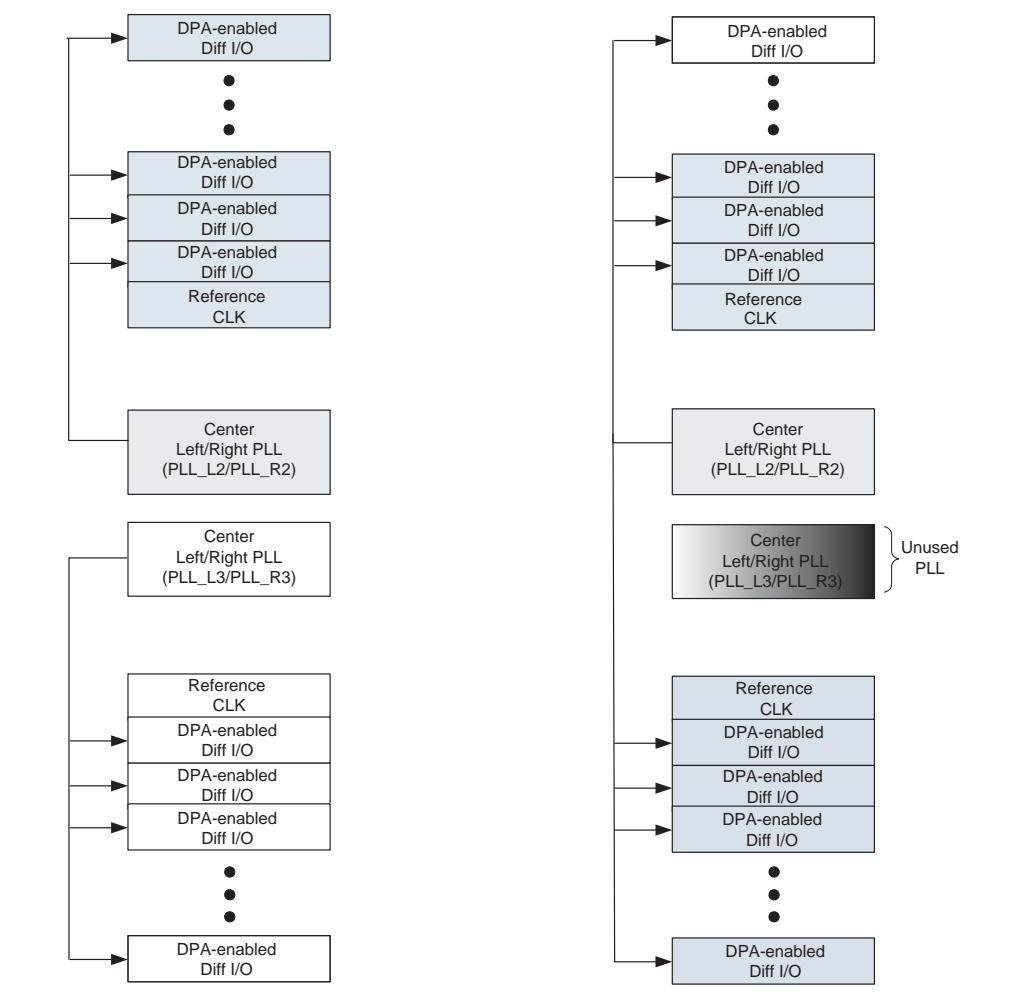 DPA-enabled
Diff I/O
DPA-enabled
Diff I/O
DPA-enabled
Diff I/O
DPA-enabled
Diff I/O
Reference
CLK
Center
Left/Right PLL
(PLL_L2/PLL_R2)
Center
Left/Right PLL
(PLL_L3/PLL_R3)
Reference
CLK
DPA-enabled
Diff I/O
DPA-enabled
Diff I/O
DPA-enabled
Diff I/O
DPA-enabled
Diff I/O
DPA-enabled
Diff I/O
DPA-enabled
Diff I/O
DPA-enabled
Diff I/O
DPA-enabled
Diff I/O
Reference
CLK
Center
Left/Right PLL
(PLL_L2/PLL_R2)
Center
Left/Right PLL
(PLL_L3/PLL_R3)
Unused
PLL
Reference
CLK
DPA-enabled
Diff I/O
DPA-enabled
Diff I/O
DPA-enabled
Diff I/O
DPA-enabled
Diff I/O